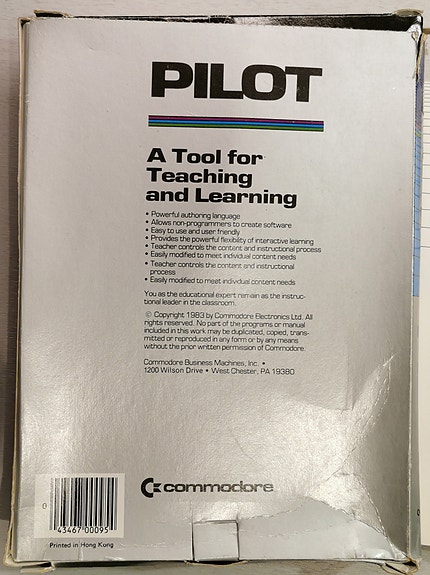 PILOT
A Tool for
Teaching
and Learning
• Powerful authoring language
• Allows non-programmers to create software
• Easy to use and user friendly
• Provides the powerful flexibility of interactive learning
• Teacher controls the content and instructional process
• Easily modified to meet individual content needs
• Teacher controls the content and instructional
process
• Easily modified to meet individual content needs
You as the educational expert remain as the instruc-
tional leader in the classroom.
© Copyright 1983 by Commodore Electronics Ltd. All
rights reserved. No part of the programs or manual
included in this work may be duplicated, copied, trans-
mitted or reproduced in any form or by any means
without the prior written permission of Commodore.
Commodore Business Machines, Inc. •
1200 Wilson Drive • West Chester, PA 19380
commodore
0
43467 00095
Printed in Hong Kong